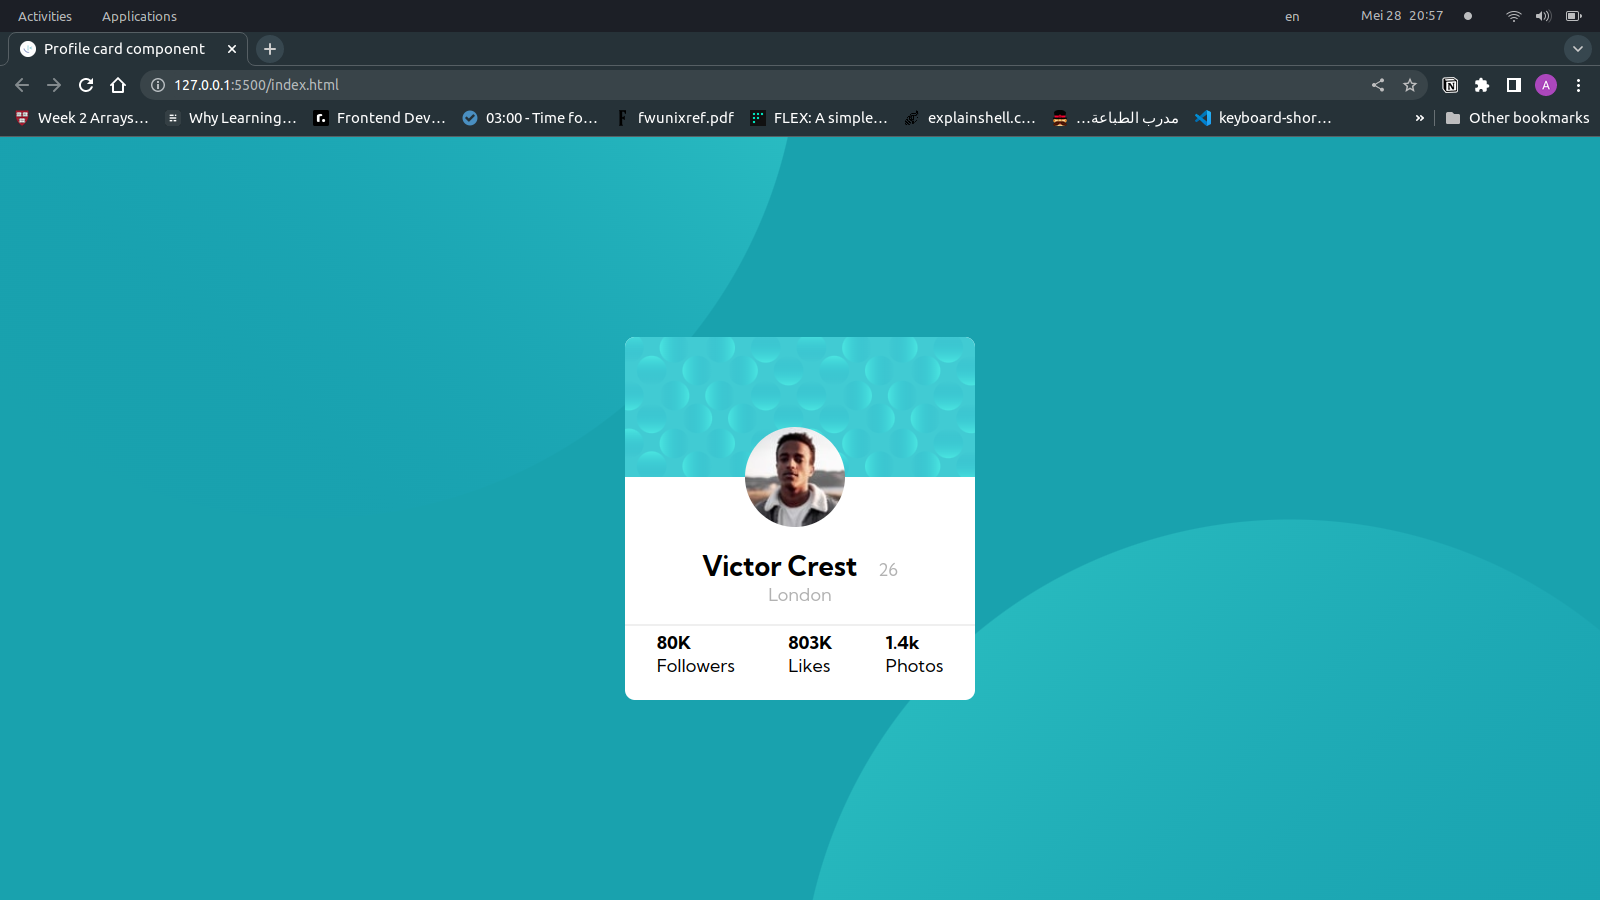 Activities Applications en Mei 28 20:57
Profile card component
127.0.0.1:5500/index.html A
Week 2 Arrays... Why Learning... Frontend Dev... 03:00 - Time fo... fwunixref.pdf FLEX: A simple... explainshell.c... مدرب الطباعة... keyboard-shor... » Other bookmarks
Victor Crest 26
London
80K 803K 1.4k
Followers Likes Photos